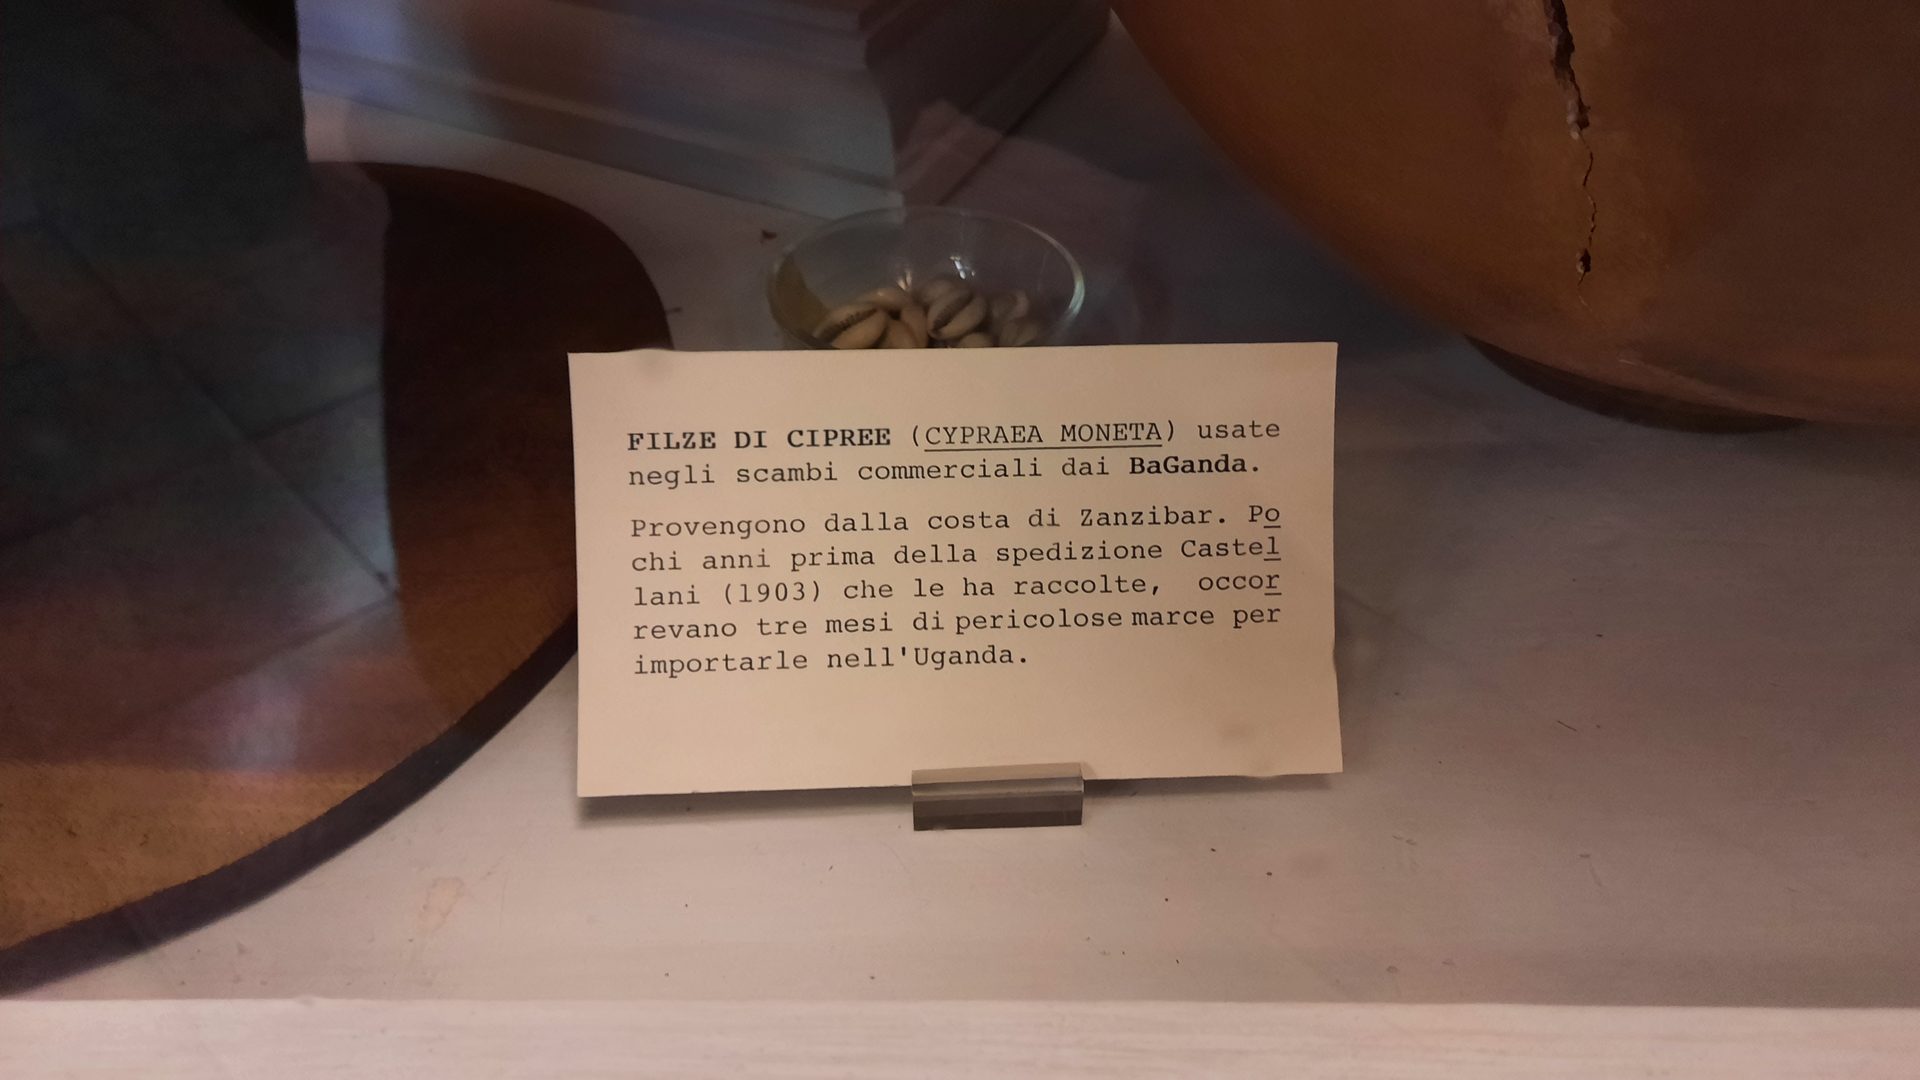 FILZE DI CIPREE (CYPRAEA MONETA) usate
negli scambi commerciali dai BaGanda.
Provengono dalla costa di Zanzibar. Po
chi anni prima della spedizione Castel
lani (1903) che le ha raccolte, occor
revano tre mesi di pericolose marce per
importarle nell'Uganda.